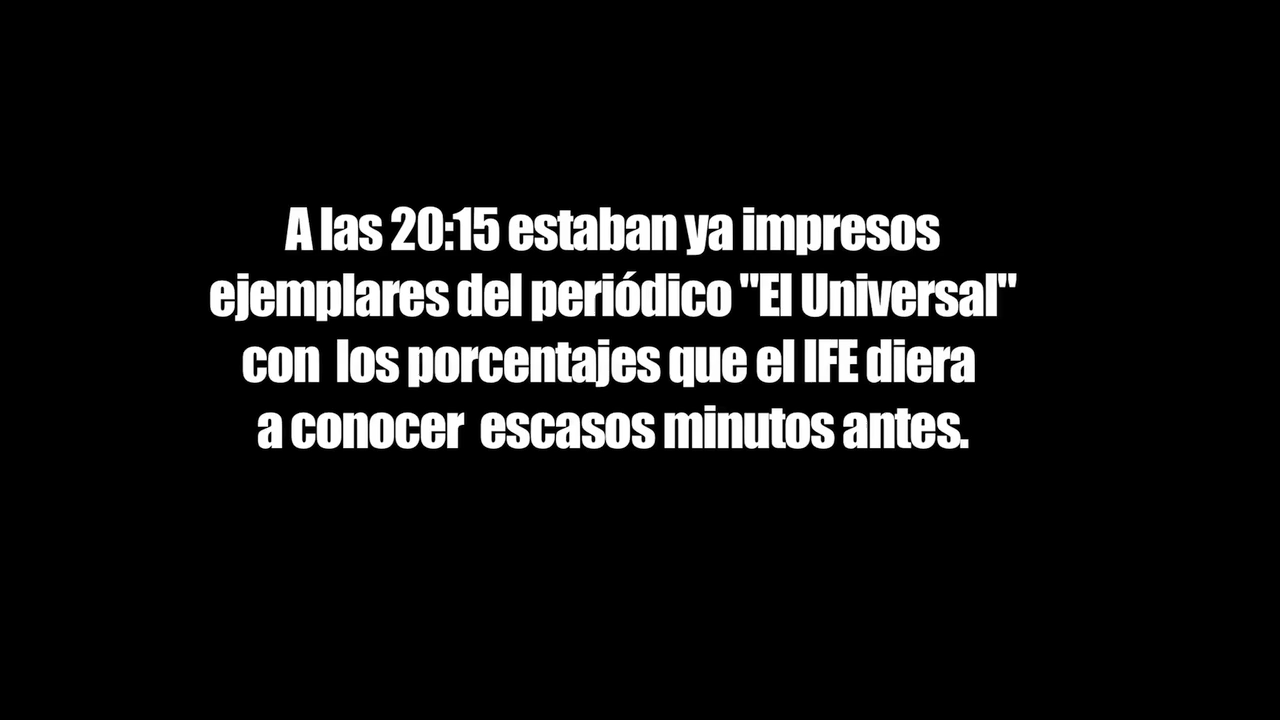 A las 20:15 estaban ya impresos
ejemplares del periódico "El Universal"
con  los porcentajes que el IFE diera
a conocer  escasos minutos antes.